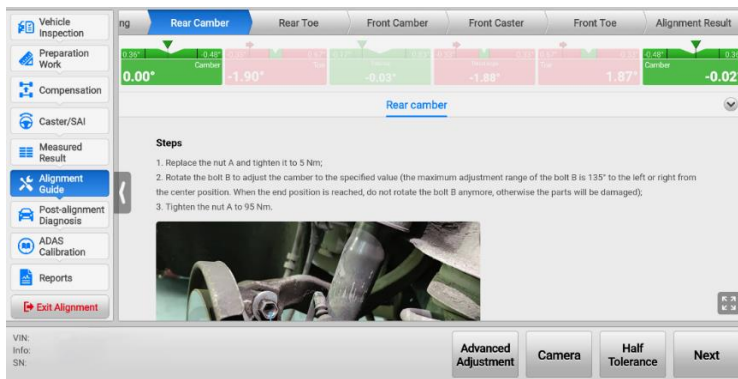 Vehicle
Inspection
Preparation
Work
Compensation
Caster/SAI
Measured
Result
Alignment
Guide
Post-alignment
Diagnosis
ADAS
Calibration
Reports
Exit Alignment
ng
Rear Camber
Rear Toe
Front Camber
Front Caster
Front Toe
Alignment Result
0.36° -0.48°
Camber
0.00°
-1.90°
-0.03°
-1.88°
1.87°
-0.48° 0.3
Camber
-0.02
Rear camber
Steps
1. Replace the nut A and tighten it to 5 Nm;
2. Rotate the bolt B to adjust the camber to the specified value (the maximum adjustment range of the bolt B is 135° to the left or right from
the center position. When the end position is reached, do not rotate the bolt B anymore, otherwise the parts will be damaged);
3. Tighten the nut A to 95 Nm.
VIN:
Info:
SN:
Advanced
Adjustment
Camera
Half
Tolerance
Next